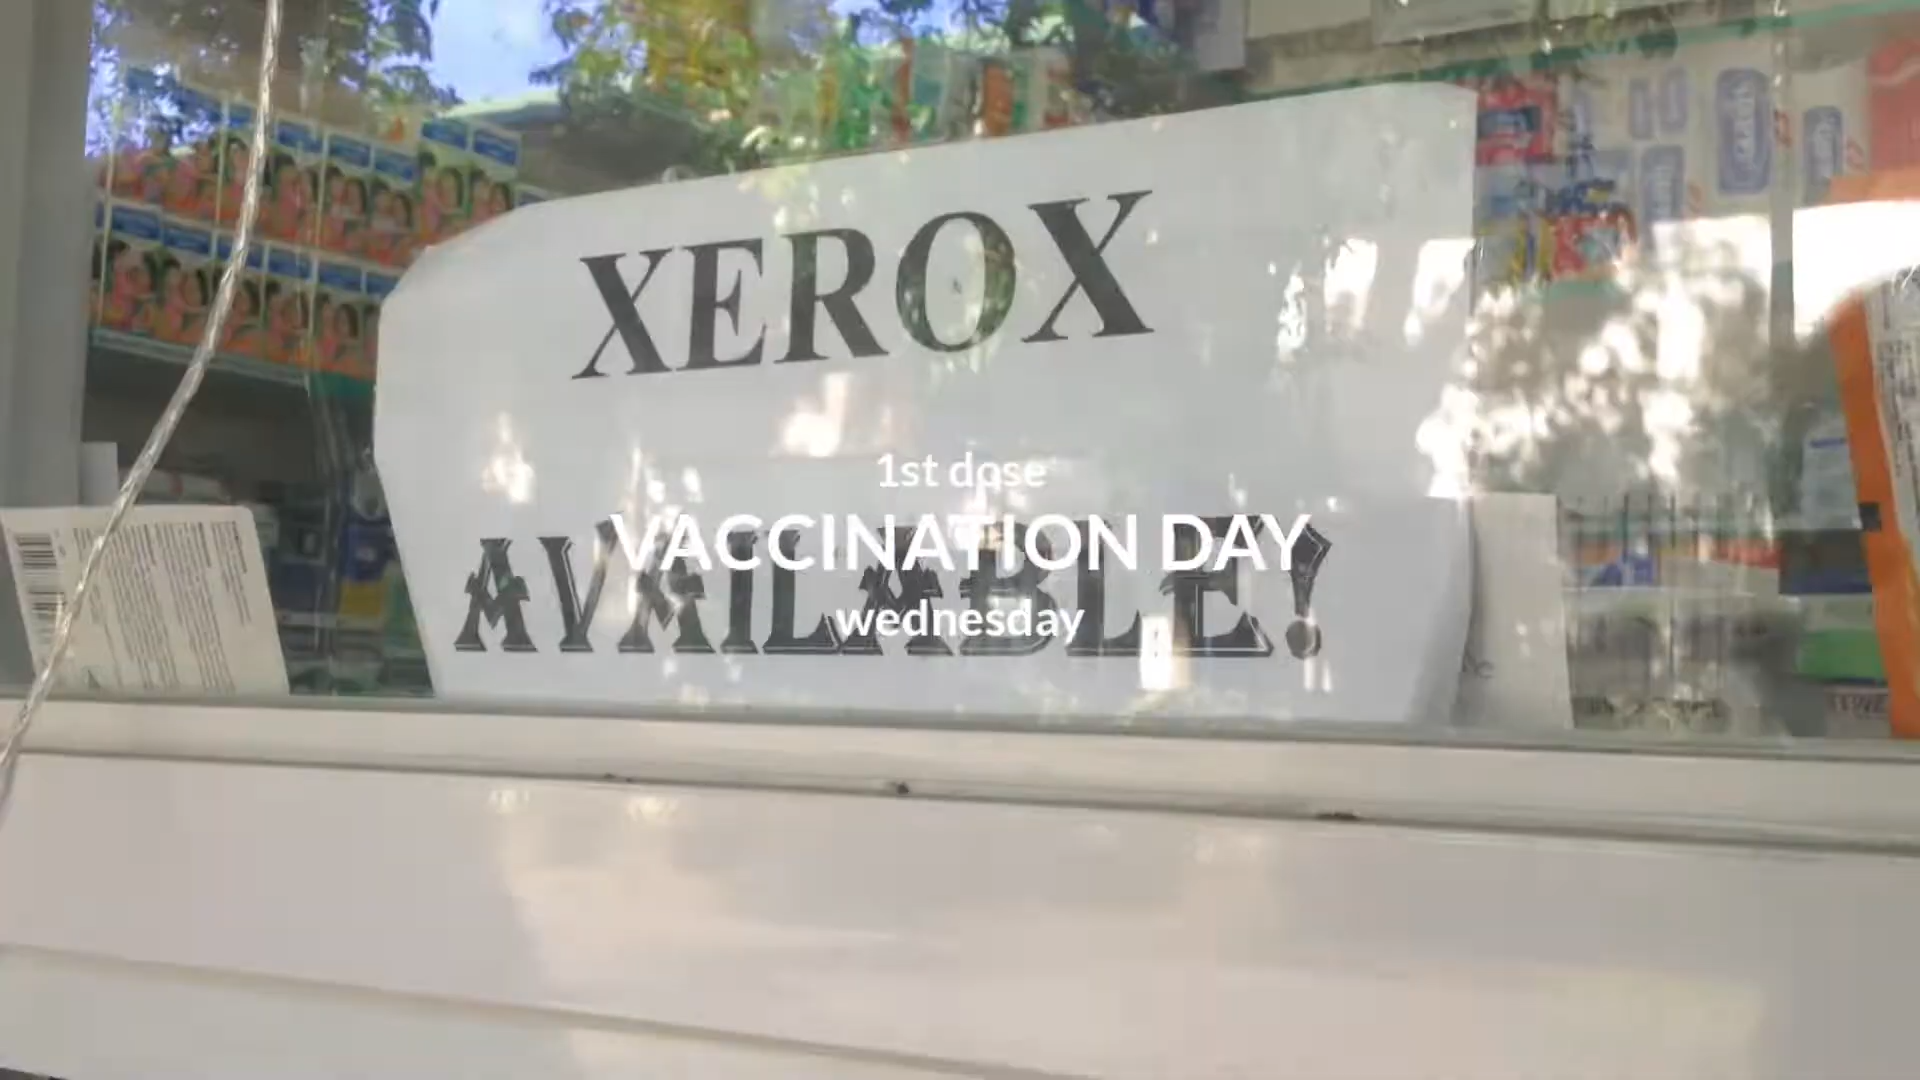 XEROX
1st dose
VACCINATION DAY
AVAILABLE!
wednesday